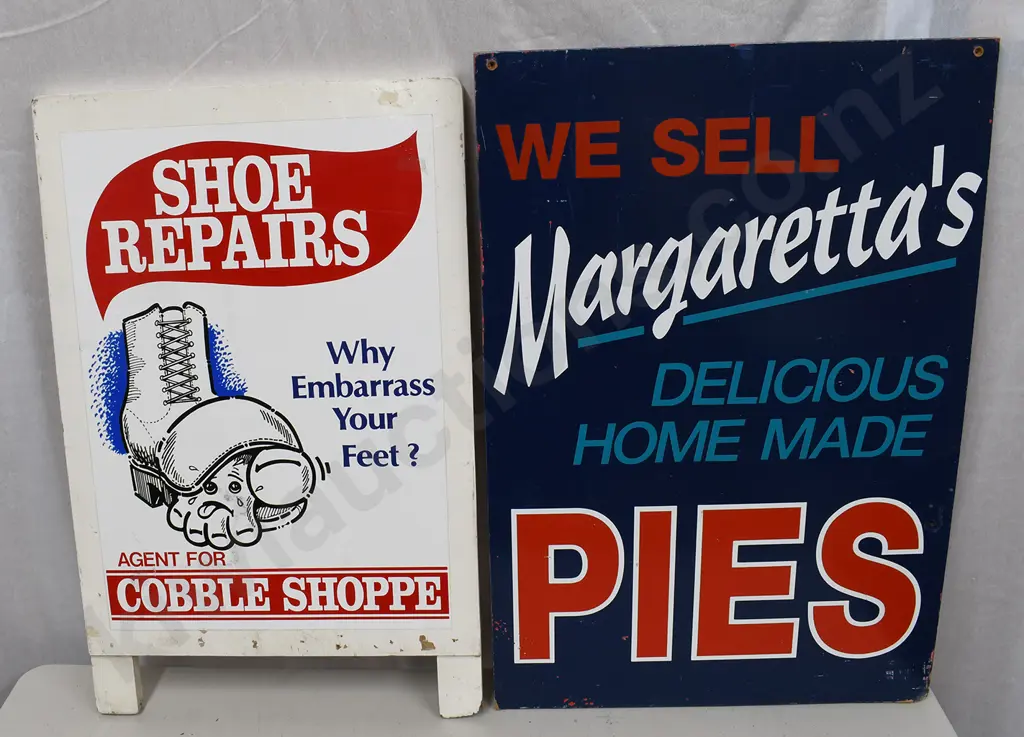 SHOE
REPAIRS
Why
Embarrass
Your
Feet ?
AGENT FOR
COBBLE SHOPPE
WE SELL
Margaretta's
DELICIOUS
HOME MADE
PIES